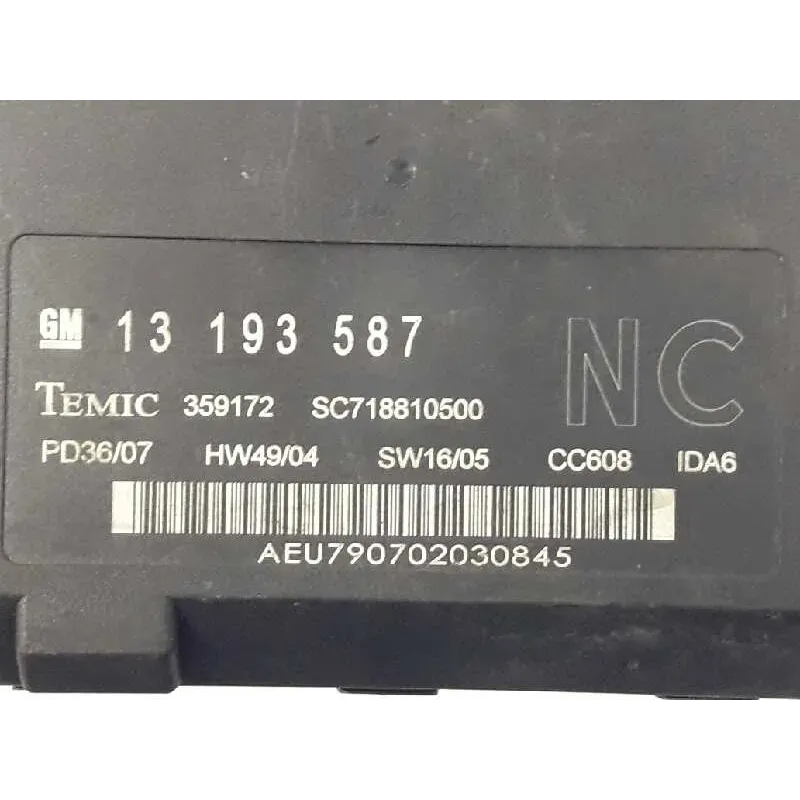 GM 13 193 587 NC
TEMIC 359172 SC718810500
PD36/07 HW49/04 SW16/05 CC608 IDA6
AEU790702030845